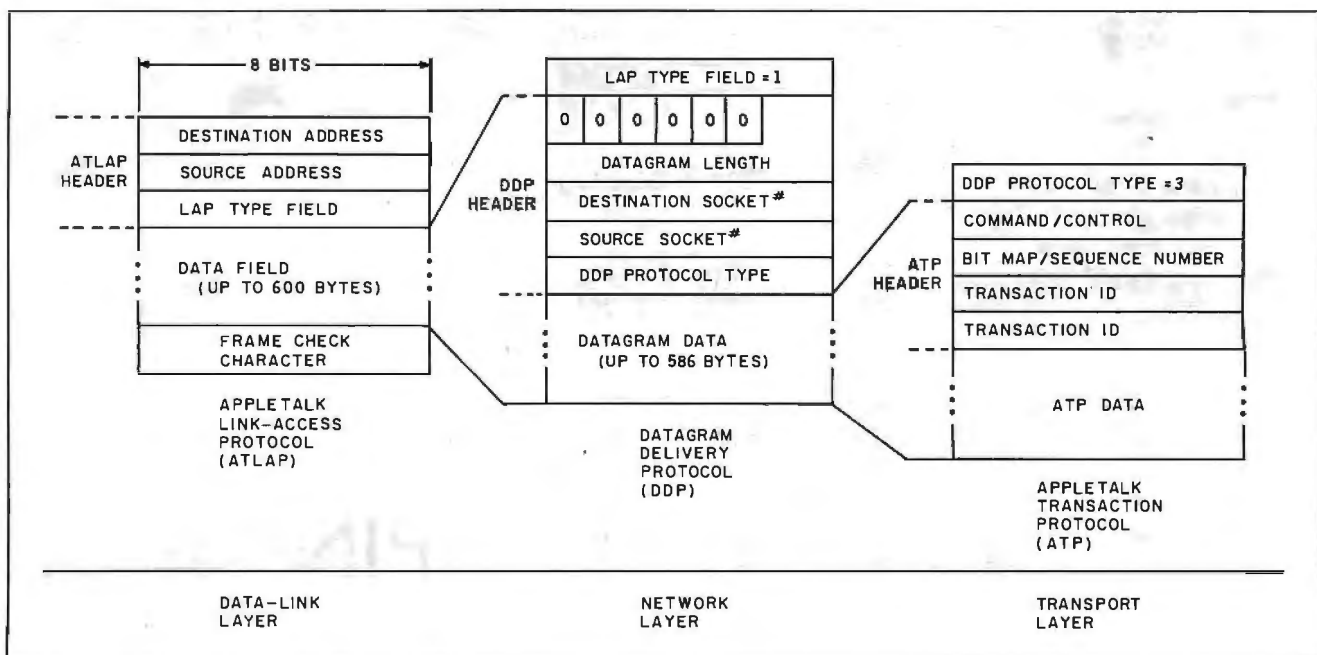 8 BITS
DESTINATION ADDRESS
SOURCE ADDRESS
LAP TYPE FIELD
ATLAP
HEADER
DATA FIELD
(UP TO 600 BYTES)
FRAME CHECK
CHARACTER
APPLETALK
LINK-ACCESS
PROTOCOL
(ATLAP)
LAP TYPE FIELD = 1
0 0 0 0 0 0
DATAGRAM LENGTH
DESTINATION SOCKET#
SOURCE SOCKET#
DDP PROTOCOL TYPE
DDP
HEADER
DATAGRAM DATA
(UP TO 586 BYTES)
DATAGRAM
DELIVERY
PROTOCOL
(DDP)
DDP PROTOCOL TYPE = 3
COMMAND/CONTROL
BIT MAP/SEQUENCE NUMBER
TRANSACTION ID
TRANSACTION ID
ATP
HEADER
ATP DATA
APPLETALK
TRANSACTION
PROTOCOL
(ATP)
DATA-LINK
LAYER
NETWORK
LAYER
TRANSPORT
LAYER